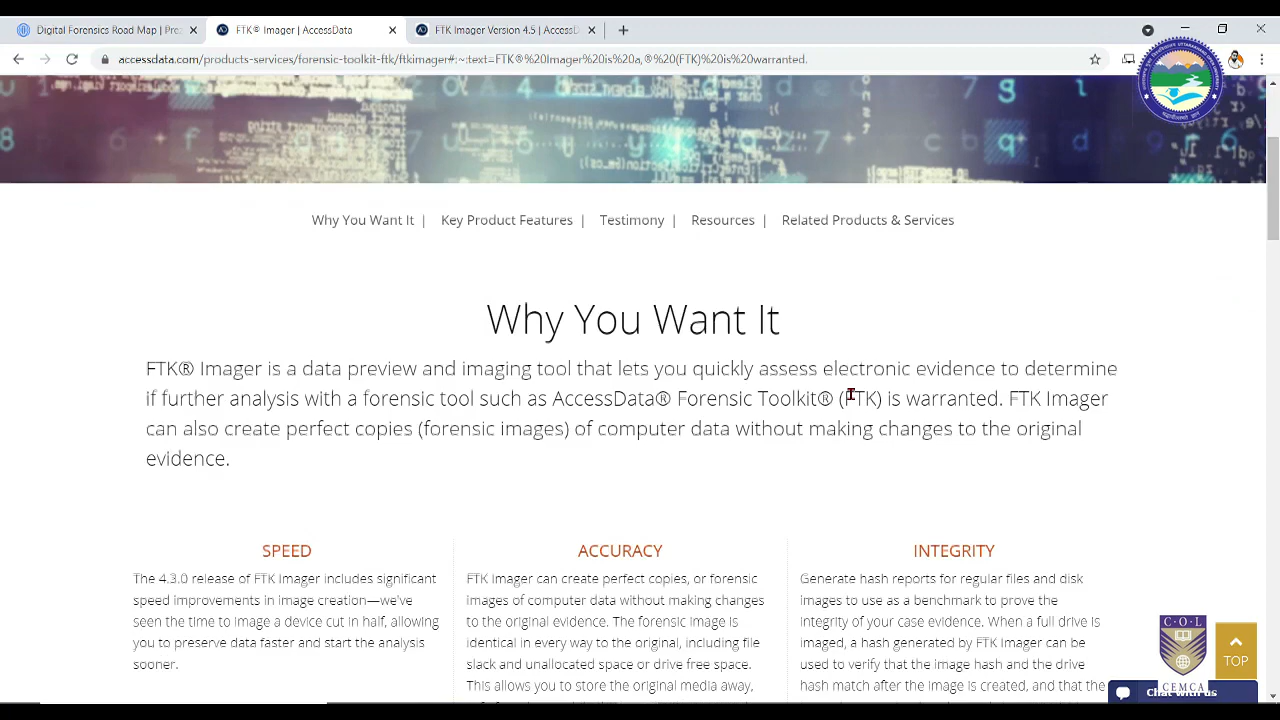 Digital Forensics Road Map | Pre
FTK® Imager | AccessData
FTK Imager Version 4.5 | AccessD
accessdata.com/products-services/forensic-toolkit-ftk/ftkimager#:~:text=FTK®%20Imager%20is%20a,®%20(FTK)%20is%20warranted.
Why You Want It | Key Product Features | Testimony | Resources | Related Products & Services
Why You Want It
FTK® Imager is a data preview and imaging tool that lets you quickly assess electronic evidence to determine
if further analysis with a forensic tool such as AccessData® Forensic Toolkit® (FTK) is warranted. FTK Imager
can also create perfect copies (forensic images) of computer data without making changes to the original
evidence.
SPEED
The 4.3.0 release of FTK Imager includes significant
speed improvements in image creation—we've
seen the time to image a device cut in half, allowing
you to preserve data faster and start the analysis
sooner.
ACCURACY
FTK Imager can create perfect copies, or forensic
images of computer data without making changes
to the original evidence. The forensic image is
identical in every way to the original, including file
slack and unallocated space or drive free space.
This allows you to store the original media away,
INTEGRITY
Generate hash reports for regular files and disk
images to use as a benchmark to prove the
integrity of your case evidence. When a full drive is
imaged, a hash generated by FTK Imager can be
used to verify that the image hash and the drive
hash match after the image is created, and that the
C·O·L
CEMCA
TOP
Chat with us